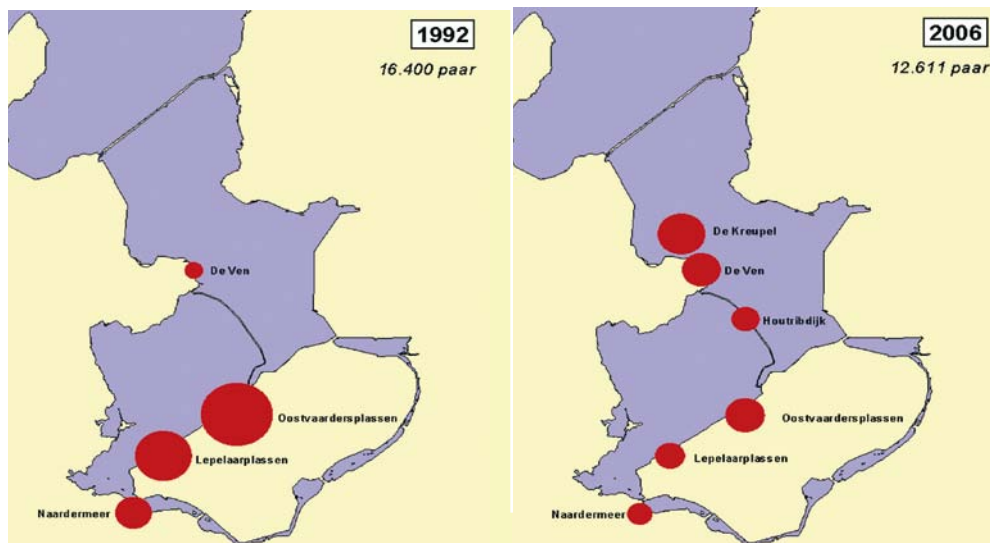 1992
16.400 paar
De Ven
Oostvaardersplassen
Lepelaarplassen
Naardermeer
2006
12.611 paar
De Kreupel
De Ven
Houtribdijk
Oostvaardersplassen
Lepelaarplassen
Naardermeer